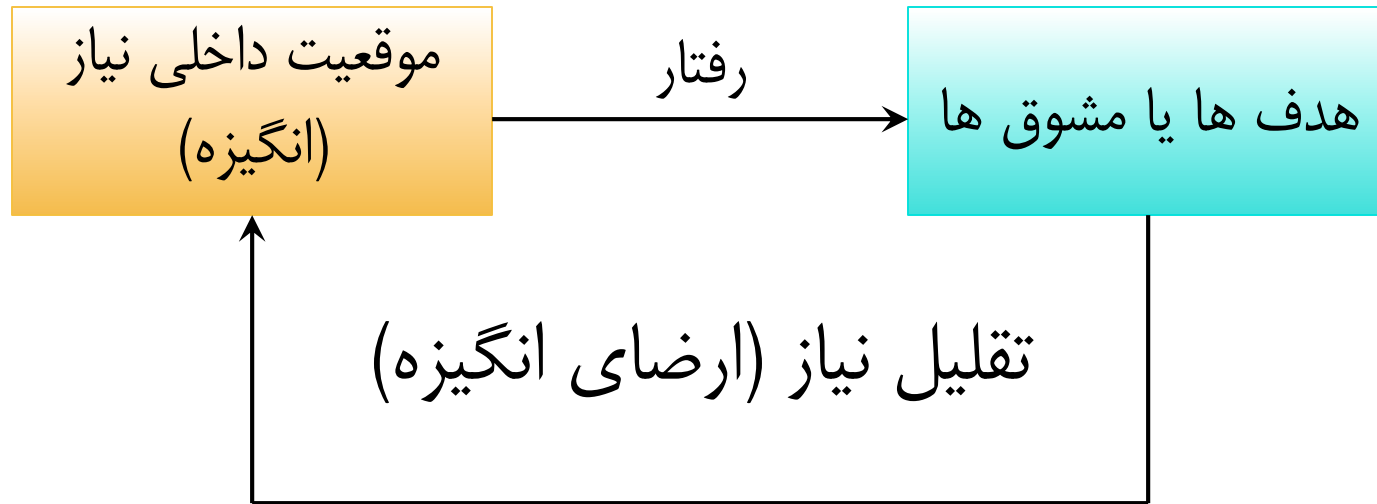 موقعیت داخلی نیاز
(انگیزه)
رفتار
هدف ها یا مشوق ها
تقلیل نیاز (ارضای انگیزه)